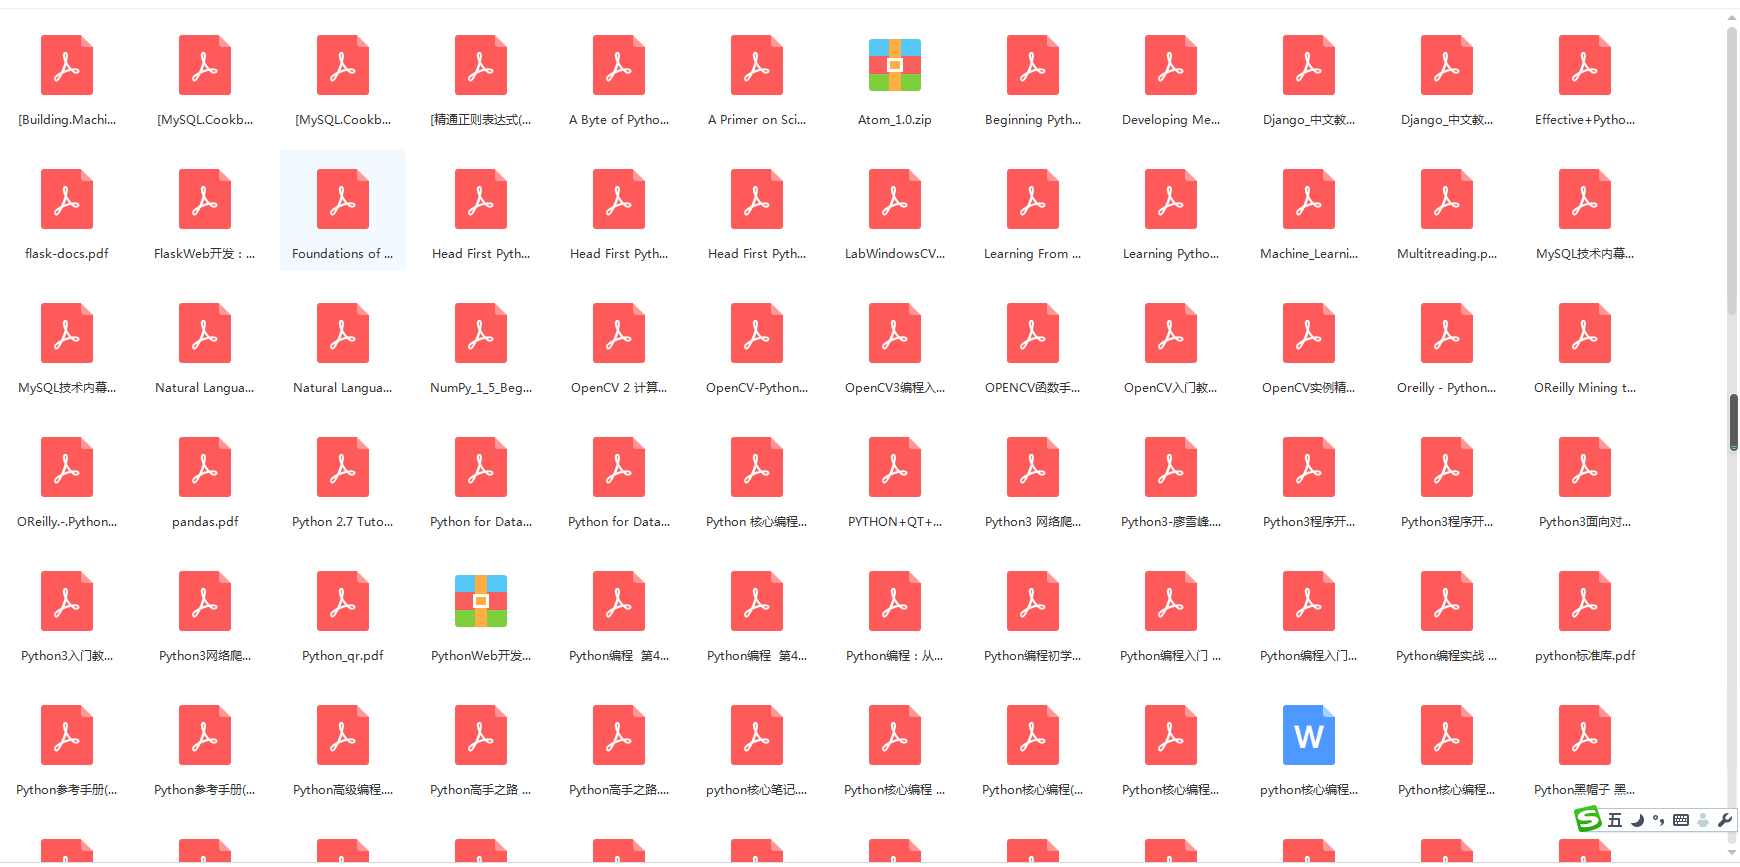 [Building.Machi...
[MySQL.Cookb...
[MySQL.Cookb...
[精通正则表达式(...
A Byte of Pytho...
A Primer on Sci...
Atom_1.0.zip
Beginning Pyth...
Developing Me...
Django_中文教...
Django_中文教...
Effective+Pytho...
flask-docs.pdf
FlaskWeb开发：...
Foundations of ...
Head First Pyth...
Head First Pyth...
Head First Pyth...
LabWindowsCV...
Learning From ...
Learning Pytho...
Machine_Learni...
Multitreading.p...
MySQL技术内幕...
MySQL技术内幕...
Natural Langua...
Natural Langua...
NumPy_1_5_Beg...
OpenCV 2 计算...
OpenCV-Python...
OpenCV3编程入...
OPENCV函数手...
OpenCV入门教...
OpenCV实例精...
Oreilly - Python...
OReilly Mining t...
OReilly.-.Python...
pandas.pdf
Python 2.7 Tuto...
Python for Data...
Python for Data...
Python 核心编程...
PYTHON+QT+...
Python3 网络爬...
Python3-廖雪峰....
Python3程序开...
Python3程序开...
Python3面向对...
Python3入门教...
Python3网络爬...
Python_qr.pdf
PythonWeb开发...
Python编程  第4...
Python编程  第4...
Python编程：从...
Python编程初学...
Python编程入门 ...
Python编程入门...
Python编程实战 ...
python标准库.pdf
Python参考手册(...
Python参考手册(...
Python高级编程....
Python高手之路 ...
Python高手之路....
python核心笔记....
Python核心编程 ...
Python核心编程(...
Python核心编程...
python核心编程...
Python核心编程...
Python黑帽子 黑...
W
S 五